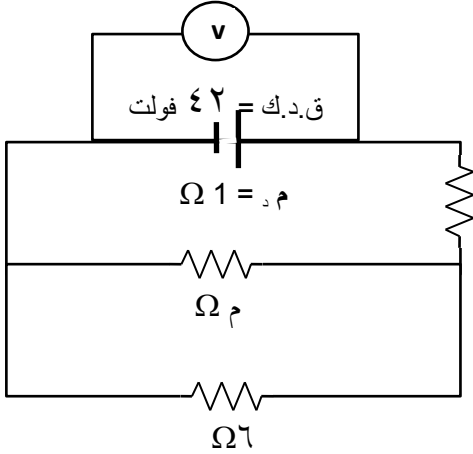 v
ق.د.ك = ٤٢ فولت
م د = 1 Ω
م Ω
Ω٦